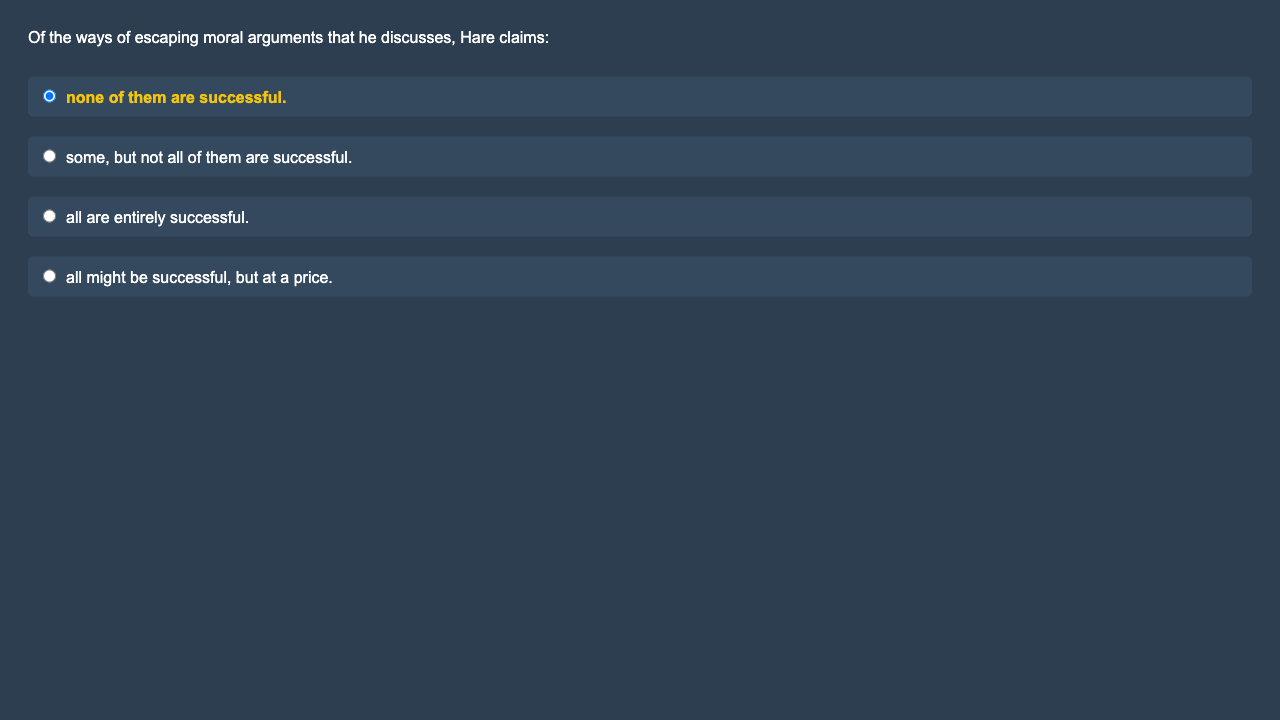 Of the ways of escaping moral arguments that he discusses, Hare claims:
none of them are successful.
some, but not all of them are successful.
all are entirely successful.
all might be successful, but at a price.